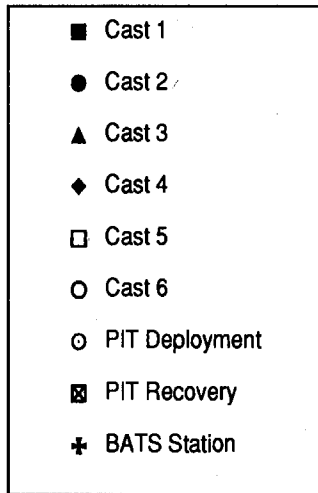 Cast 1
Cast 2
Cast 3
Cast 4
Cast 5
Cast 6
PIT Deployment
PIT Recovery
BATS Station